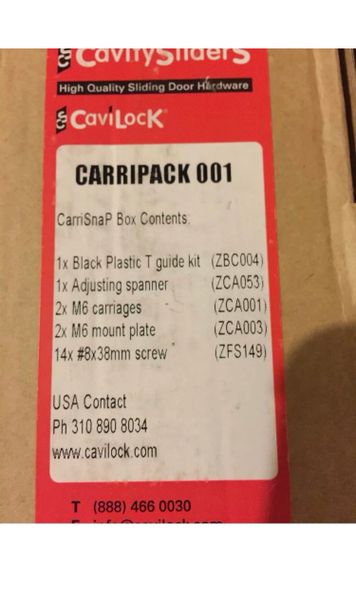 CavitySliders
High Quality Sliding Door Hardware
CS CaviLock®
CARRIPACK 001
CarriSnaP Box Contents:
1x Black Plastic T guide kit (ZBC004)
1x Adjusting spanner (ZCA053)
2x M6 carriages (ZCA001)
2x M6 mount plate (ZCA003)
14x #8x38mm screw (ZFS149)
USA Contact
Ph 310 890 8034
www.cavilock.com
T (888) 466 0030